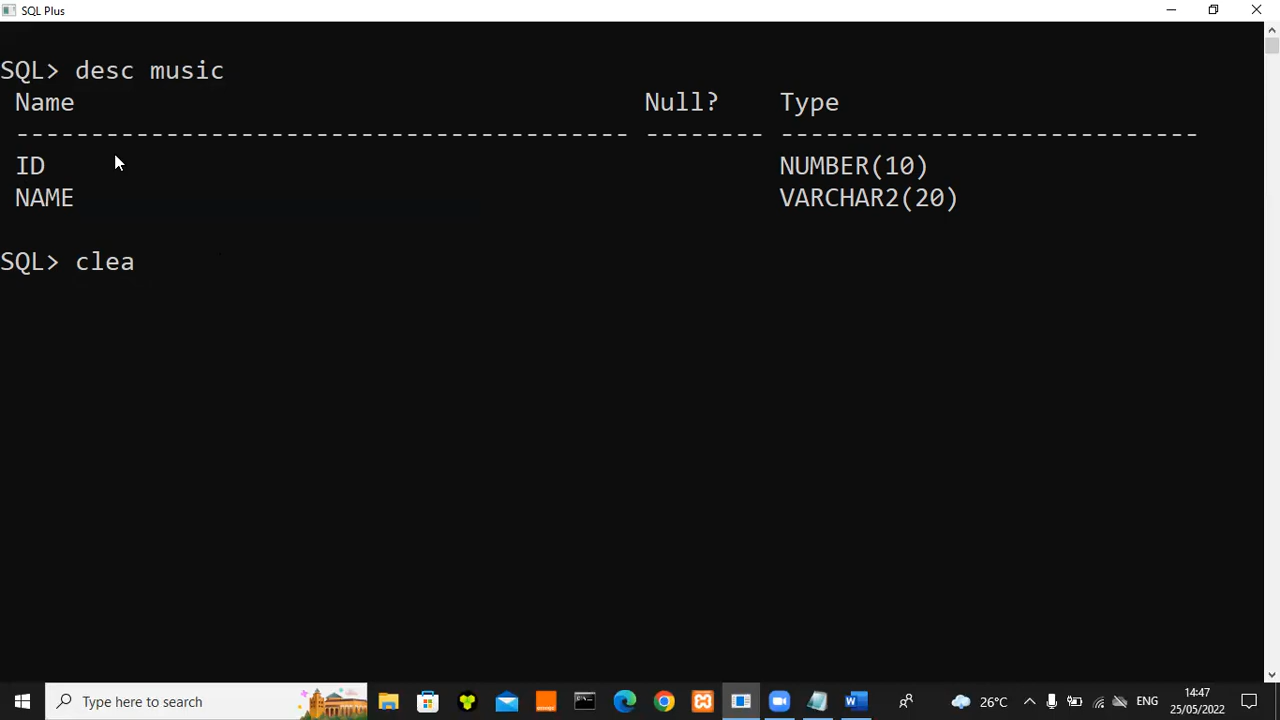 SQL Plus
SQL> desc music
Name Null? Type
----------------------------------------- -------- ----------------------------
ID NUMBER(10)
NAME VARCHAR2(20)
SQL> clea
Type here to search
26°C
ENG
14:47
25/05/2022